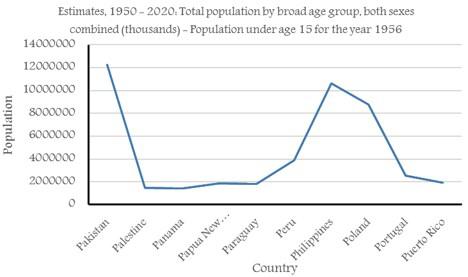 Estimates, 1950 - 2020: Total population by broad age group, both sexes
combined (thousands) - Population under age 15 for the year 1956
14000000
12000000
10000000
8000000
6000000
4000000
2000000
0
Population
Pakistan
Palestine
Panama
Papua New...
Paraguay
Peru
Philippines
Poland
Portugal
Puerto Rico
Country